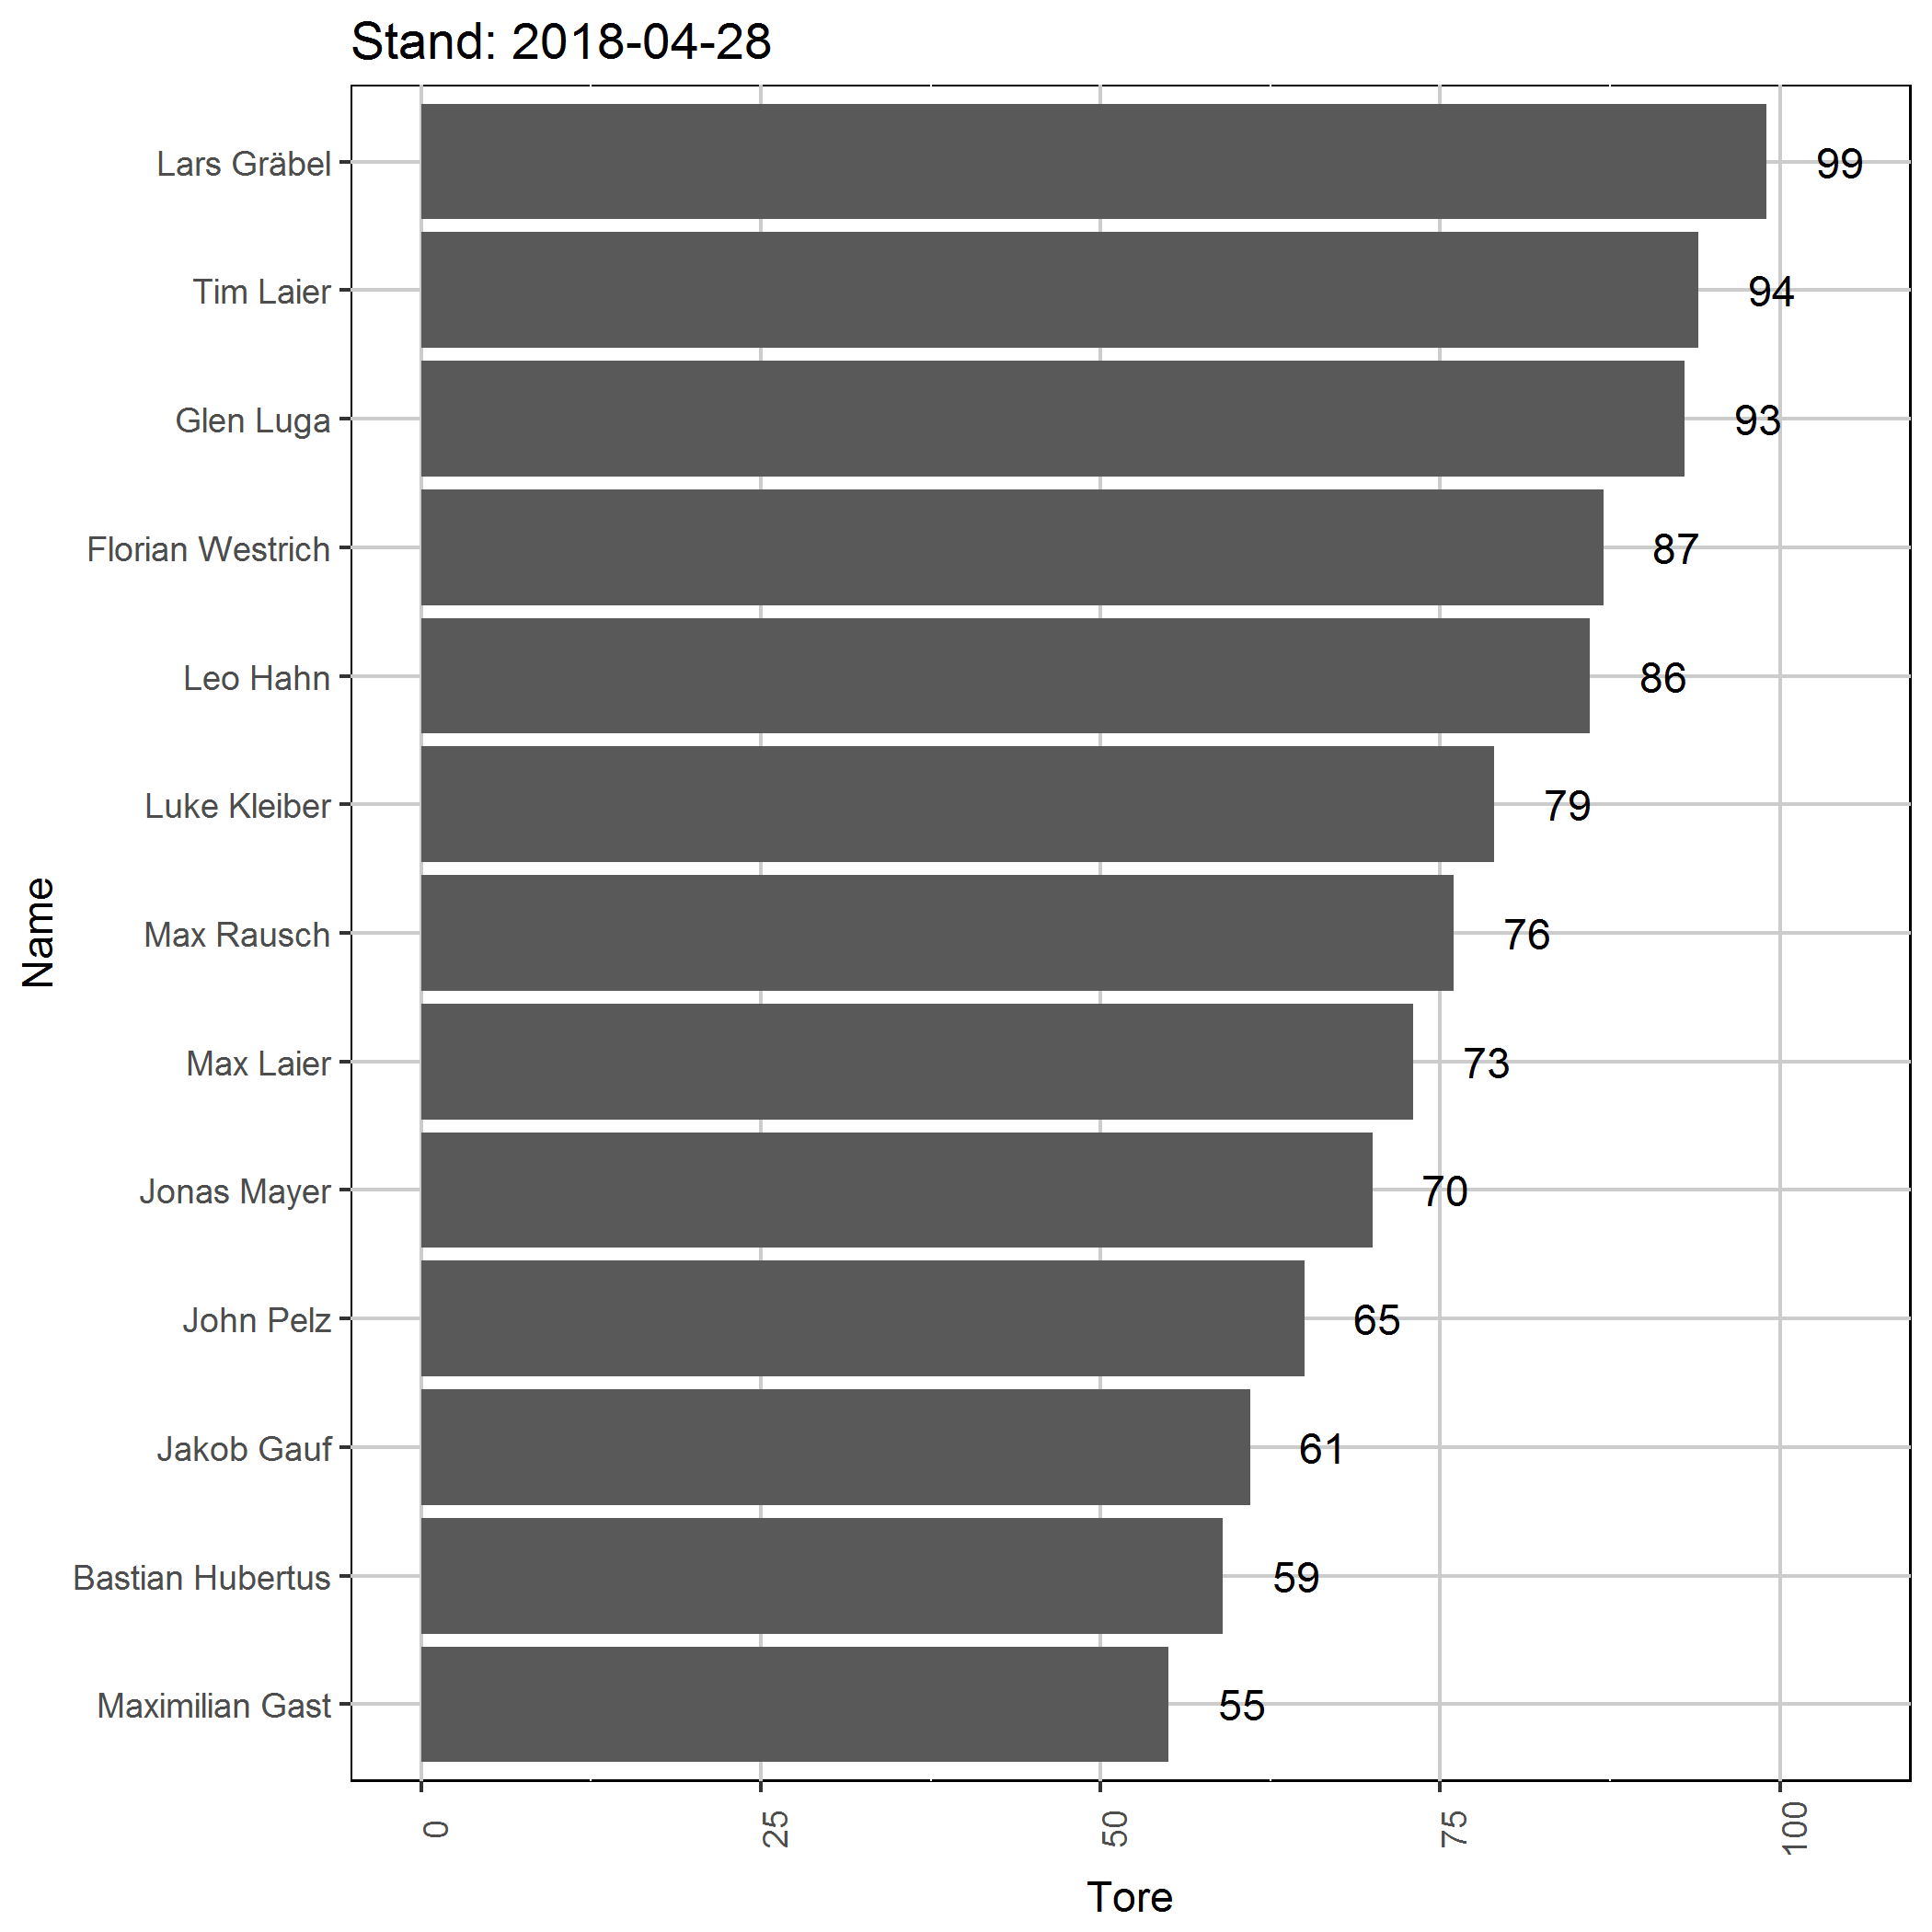 Stand: 2018-04-28
Name
Lars Gräbel 99
Tim Laier 94
Glen Luga 93
Florian Westrich 87
Leo Hahn 86
Luke Kleiber 79
Max Rausch 76
Max Laier 73
Jonas Mayer 70
John Pelz 65
Jakob Gauf 61
Bastian Hubertus 59
Maximilian Gast 55
0 25 50 75 100
Tore